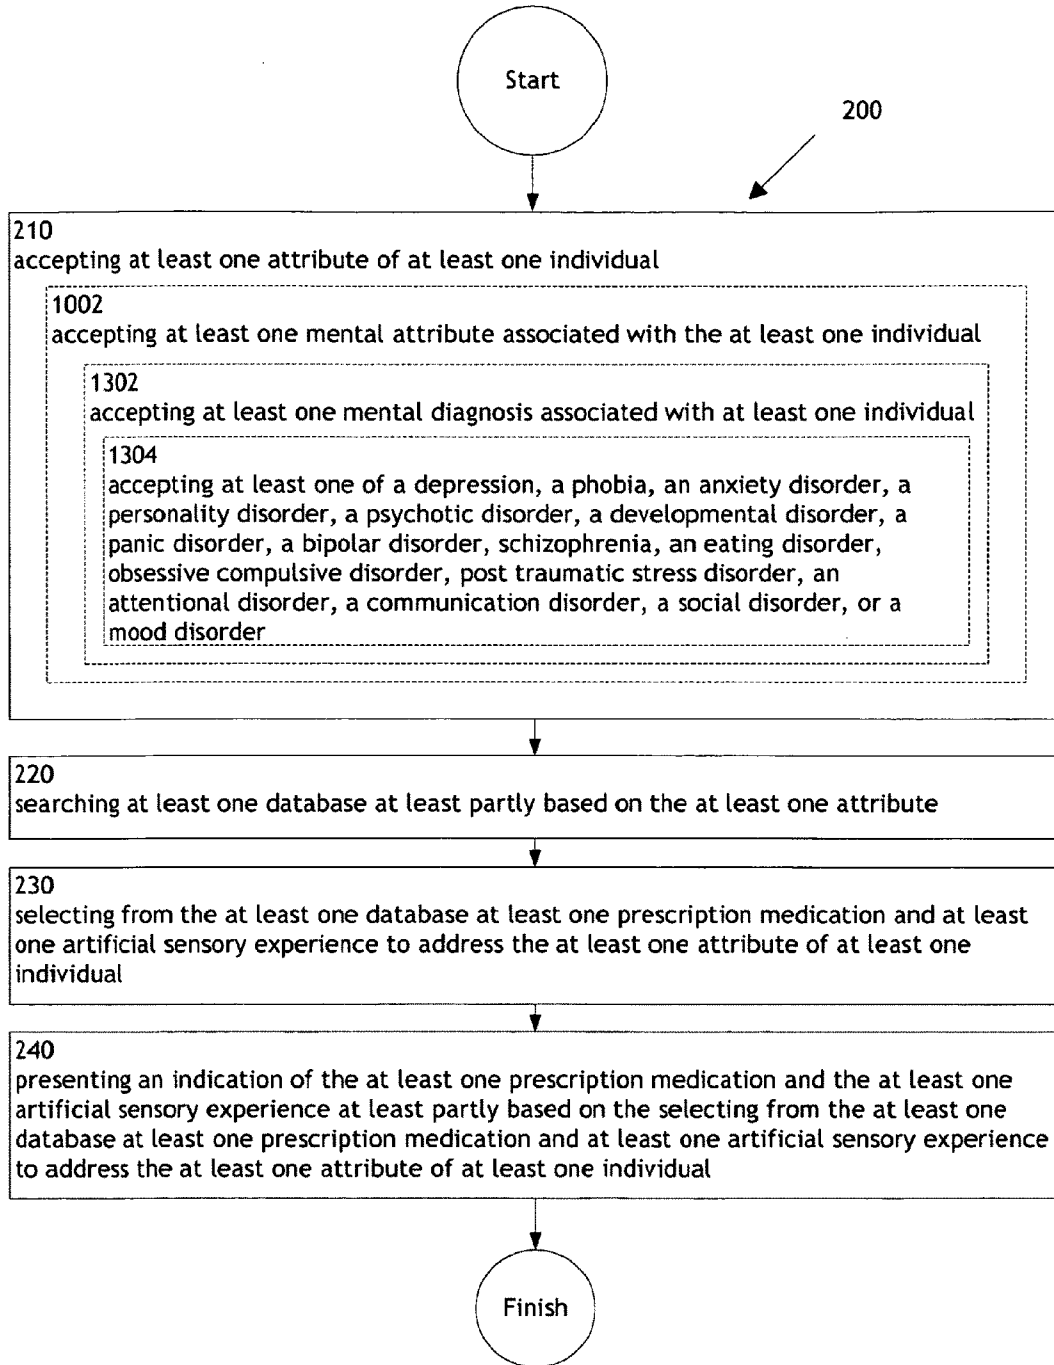 Start
200
210
accepting at least one attribute of at least one individual
1002
accepting at least one mental attribute associated with the at least one individual
1302
accepting at least one mental diagnosis associated with at least one individual
1304
accepting at least one of a depression, a phobia, an anxiety disorder, a
personality disorder, a psychotic disorder, a developmental disorder, a
panic disorder, a bipolar disorder, schizophrenia, an eating disorder,
obsessive compulsive disorder, post traumatic stress disorder, an
attentional disorder, a communication disorder, a social disorder, or a
mood disorder
220
searching at least one database at least partly based on the at least one attribute
230
selecting from the at least one database at least one prescription medication and at least
one artificial sensory experience to address the at least one attribute of at least one
individual
240
presenting an indication of the at least one prescription medication and the at least one
artificial sensory experience at least partly based on the selecting from the at least one
database at least one prescription medication and at least one artificial sensory experience
to address the at least one attribute of at least one individual
Finish